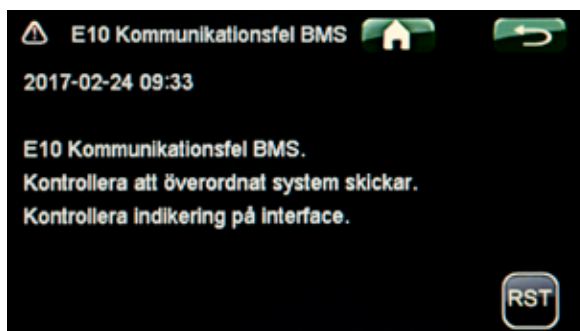 E10 Kommunikationsfel BMS
2017-02-24 09:33
E10 Kommunikationsfel BMS.
Kontrollera att överordnat system skickar.
Kontrollera indikering på interface.
RST